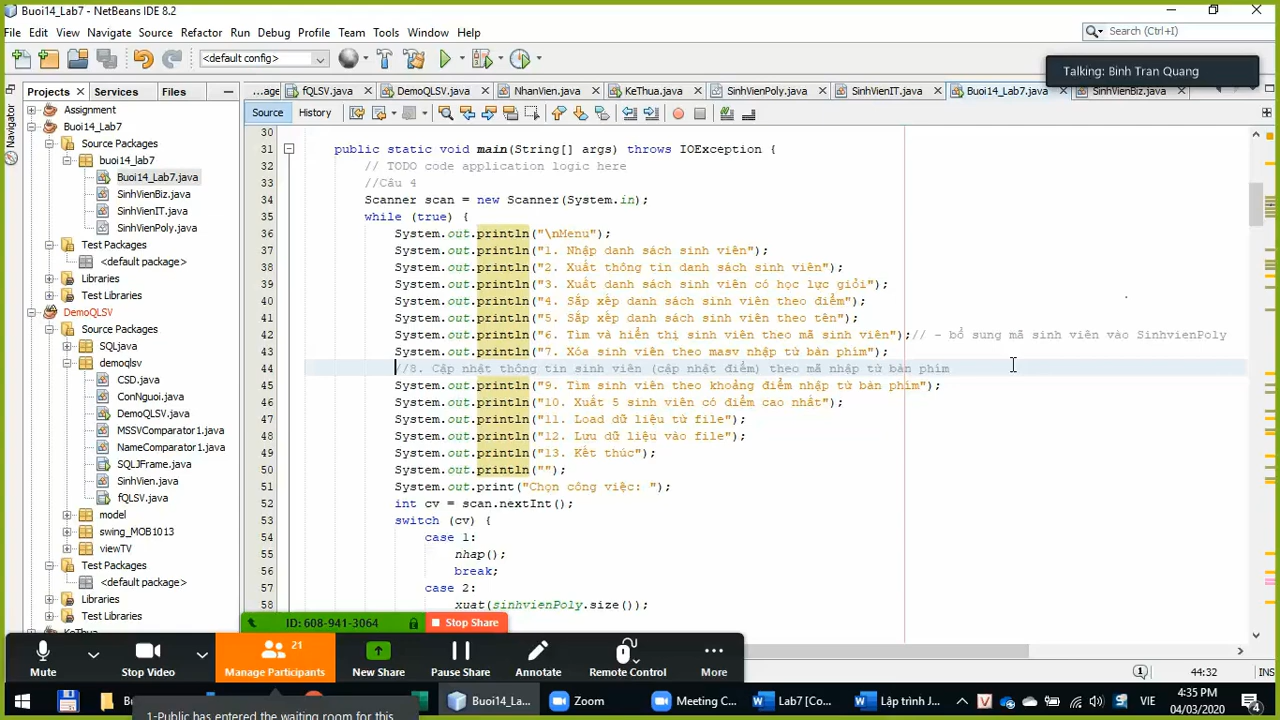 Buoi14_Lab7 - NetBeans IDE 8.2
File Edit View Navigate Source Refactor Run Debug Profile Team Tools Window Help
Search (Ctrl+I)
<default config>
Talking: Binh Tran Quang
Projects Services Files
...age fQLSV.java DemoQLSV.java NhanVien.java KeThua.java SinhVienPoly.java SinhVienIT.java Buoi14_Lab7.java SinhVienBiz.java
Source History
Navigator
Assignment
Buoi14_Lab7
Source Packages
buoi14_lab7
Buoi14_Lab7.java
SinhVienBiz.java
SinhVienIT.java
SinhVienPoly.java
Test Packages
<default package>
Libraries
Test Libraries
DemoQLSV
Source Packages
SQLjava
demoqlsv
CSD.java
ConNguoi.java
DemoQLSV.java
MSSVComparator1.java
NameComparator1.java
SQLJFrame.java
SinhVien.java
fQLSV.java
model
swing_MOB1013
viewTV
Test Packages
<default package>
Libraries
Test Libraries
KeThua
30
31 public static void main(String[] args) throws IOException {
32 // TODO code application logic here
33 //Câu 4
34 Scanner scan = new Scanner(System.in);
35 while (true) {
36 System.out.println("\nMenu");
37 System.out.println("1. Nhập danh sách sinh viên");
38 System.out.println("2. Xuất thông tin danh sách sinh viên");
39 System.out.println("3. Xuất danh sách sinh viên có học lực giỏi");
40 System.out.println("4. Sắp xếp danh sách sinh viên theo điểm");
41 System.out.println("5. Sắp xếp danh sách sinh viên theo tên");
42 System.out.println("6. Tìm và hiển thị sinh viên theo mã sinh viên");// - bổ sung mã sinh viên vào SinhvienPoly
43 System.out.println("7. Xóa sinh viên theo masv nhập từ bàn phím");
44 //8. Cập nhật thông tin sinh viên (cập nhật điểm) theo mã nhập từ bàn phím
45 System.out.println("9. Tìm sinh viên theo khoảng điểm nhập từ bàn phím");
46 System.out.println("10. Xuất 5 sinh viên có điểm cao nhất");
47 System.out.println("11. Load dữ liệu từ file");
48 System.out.println("12. Lưu dữ liệu vào file");
49 System.out.println("13. Kết thúc");
50 System.out.println("");
51 System.out.print("Chọn công việc: ");
52 int cv = scan.nextInt();
53 switch (cv) {
54 case 1:
55 nhap();
56 break;
57 case 2:
58 xuat(sinhvienPoly.size());
ID: 608-941-3064 Stop Share
Mute Stop Video Manage Participants 21 New Share Pause Share Annotate Remote Control More
44:32 INS
1-Public has entered the waiting room for this
Buoi14_La... Zoom Meeting C... Lab7 [Co... Lập trình J...
VIE
4:35 PM
04/03/2020
4